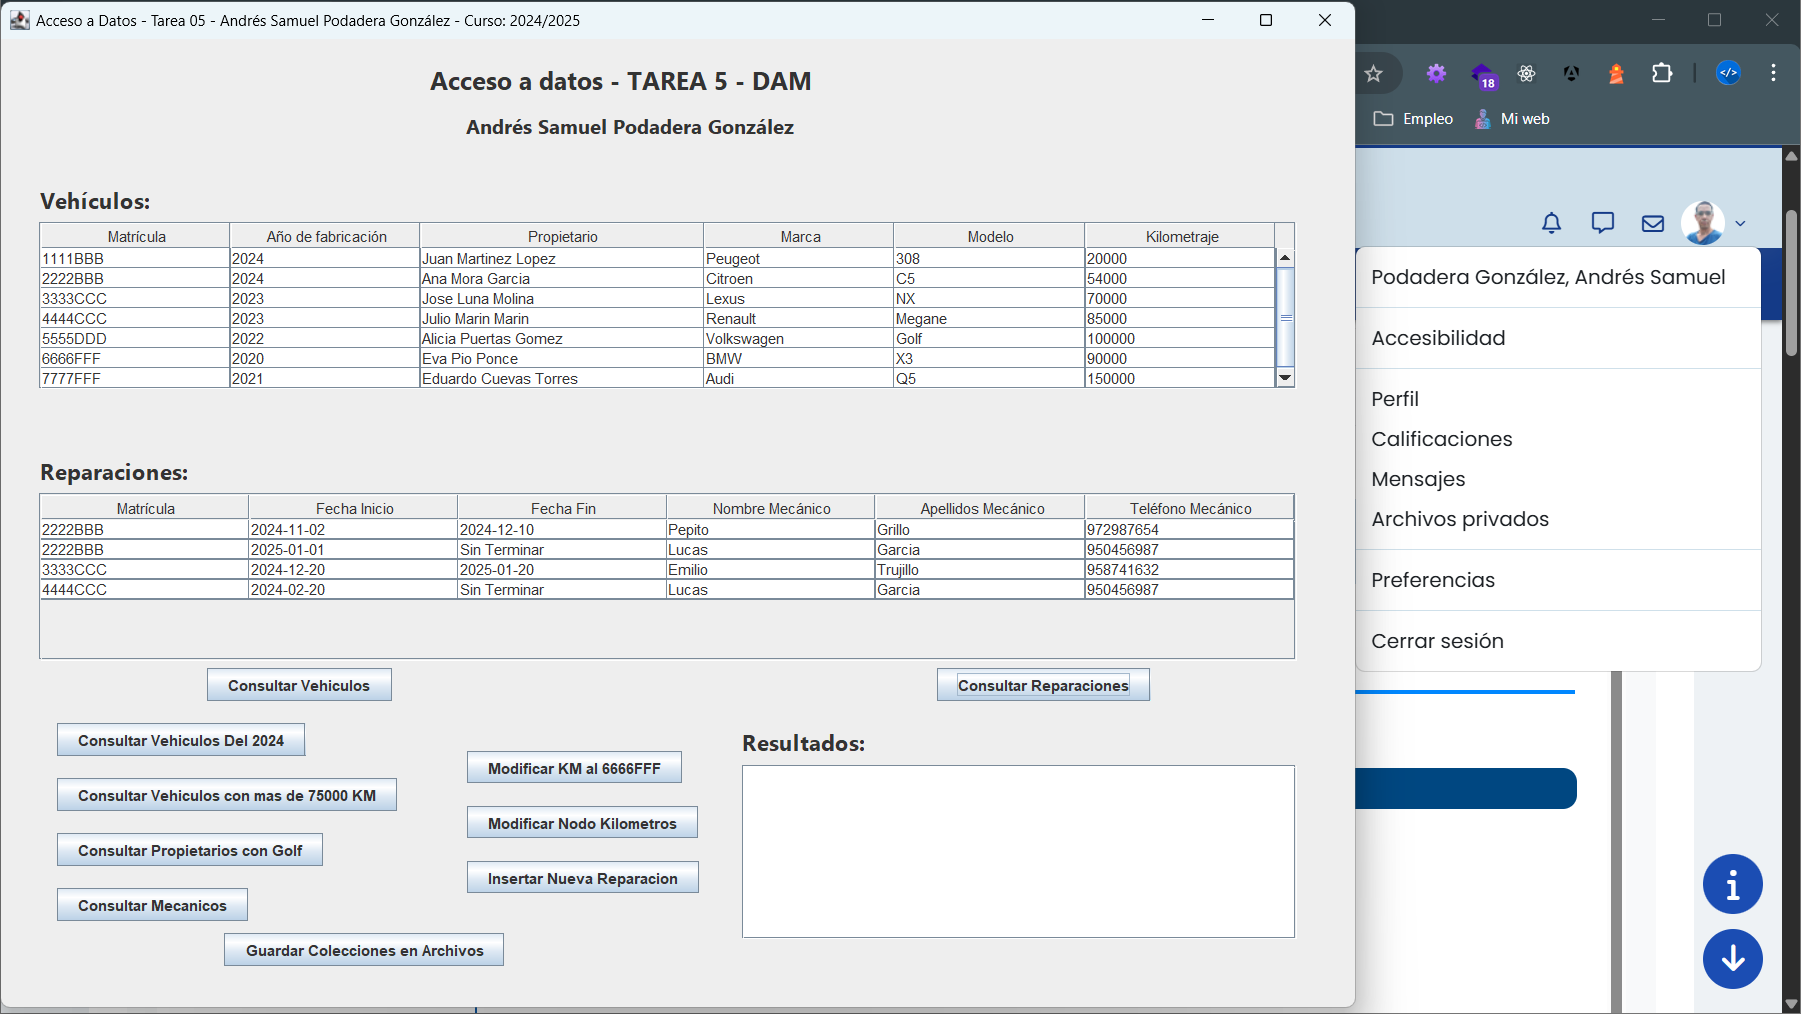 Acceso a Datos - Tarea 05 - Andrés Samuel Podadera González - Curso: 2024/2025
Acceso a datos - TAREA 5 - DAM
Andrés Samuel Podadera González
Vehículos:
Matrícula Año de fabricación Propietario Marca Modelo Kilometraje
1111BBB 2024 Juan Martinez Lopez Peugeot 308 20000
2222BBB 2024 Ana Mora Garcia Citroen C5 54000
3333CCC 2023 Jose Luna Molina Lexus NX 70000
4444CCC 2023 Julio Marin Marin Renault Megane 85000
5555DDD 2022 Alicia Puertas Gomez Volkswagen Golf 100000
6666FFF 2020 Eva Pio Ponce BMW X3 90000
7777FFF 2021 Eduardo Cuevas Torres Audi Q5 150000
Reparaciones:
Matrícula Fecha Inicio Fecha Fin Nombre Mecánico Apellidos Mecánico Teléfono Mecánico
2222BBB 2024-11-02 2024-12-10 Pepito Grillo 972987654
2222BBB 2025-01-01 Sin Terminar Lucas Garcia 950456987
3333CCC 2024-12-20 2025-01-20 Emilio Trujillo 958741632
4444CCC 2024-02-20 Sin Terminar Lucas Garcia 950456987
Consultar Vehiculos
Consultar Reparaciones
Consultar Vehiculos Del 2024
Consultar Vehiculos con mas de 75000 KM
Consultar Propietarios con Golf
Consultar Mecanicos
Modificar KM al 6666FFF
Modificar Nodo Kilometros
Insertar Nueva Reparacion
Guardar Colecciones en Archivos
Resultados:
18
</>
Empleo
Mi web
Podadera González, Andrés Samuel
Accesibilidad
Perfil
Calificaciones
Mensajes
Archivos privados
Preferencias
Cerrar sesión